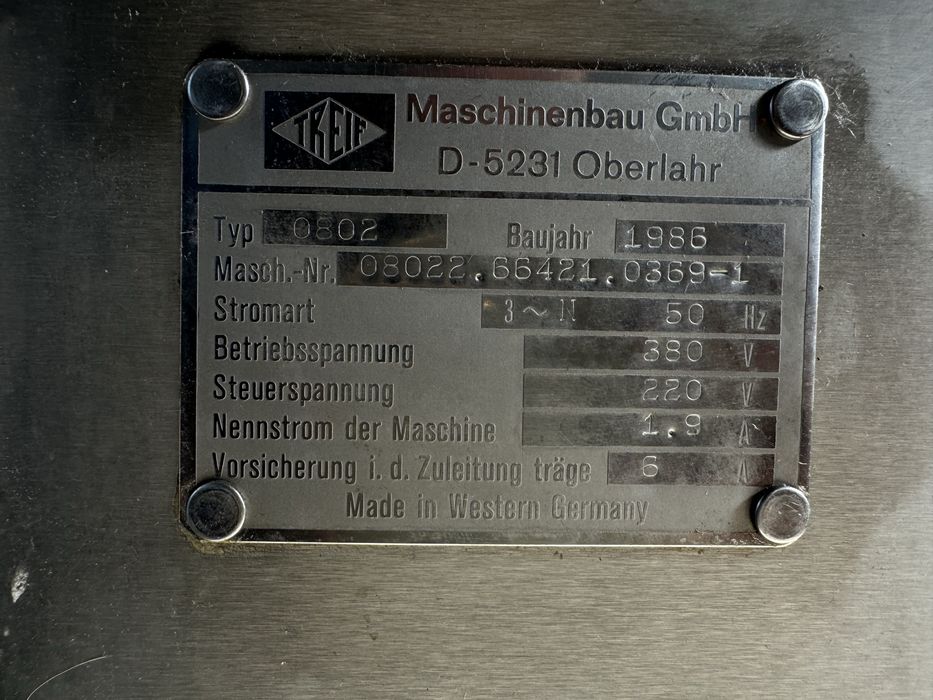 TREIF Maschinenbau GmbH
D-5231 Oberlahr
Typ 0802 Baujahr 1986
Masch.-Nr. 08022.66421.0369-1
Stromart 3~N 50 Hz
Betriebsspannung 380 V
Steuerspannung 220 V
Nennstrom der Maschine 1.9 A
Vorsicherung i. d. Zuleitung träge 6 A
Made in Western Germany